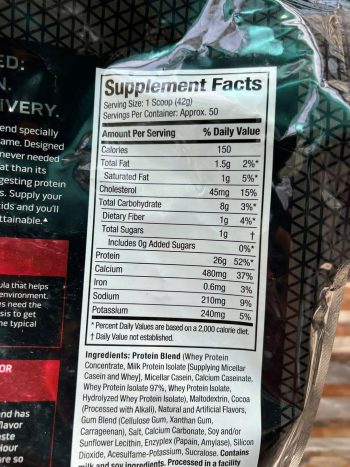 ED:
N.
IVERY.
end specially
ame. Designed
never needed—
at than its
gesting protein
s. Supply your
ids and you'll
ttainable.▲
ula that helps
environment.
es need the
sis to get
he typical
OR
nd has
flavor
aste
Hour
are so
Supplement Facts
Serving Size: 1 Scoop (42g)
Servings Per Container: Approx. 50
Amount Per Serving % Daily Value
Calories 150
Total Fat 1.5g 2%*
Saturated Fat 1g 5%*
Cholesterol 45mg 15%
Total Carbohydrate 8g 3%*
Dietary Fiber 1g 4%*
Total Sugars 1g †
Includes 0g Added Sugars 0%*
Protein 26g 52%*
Calcium 480mg 37%
Iron 0.6mg 3%
Sodium 210mg 9%
Potassium 240mg 5%
* Percent Daily Values are based on a 2,000 calorie diet.
† Daily Value not established.
Ingredients: Protein Blend (Whey Protein
Concentrate, Milk Protein Isolate [Supplying Micellar
Casein and Whey], Micellar Casein, Calcium Caseinate,
Whey Protein Isolate 97%, Whey Protein Isolate,
Hydrolyzed Whey Protein Isolate), Maltodextrin, Cocoa
(Processed with Alkali), Natural and Artificial Flavors,
Gum Blend (Cellulose Gum, Xanthan Gum,
Carrageenan), Salt, Calcium Carbonate, Soy and/or
Sunflower Lecithin, Enzyplex (Papain, Amylase), Silicon
Dioxide, Acesulfame-Potassium, Sucralose. Contains
milk and soy ingredients. Processed in a facility